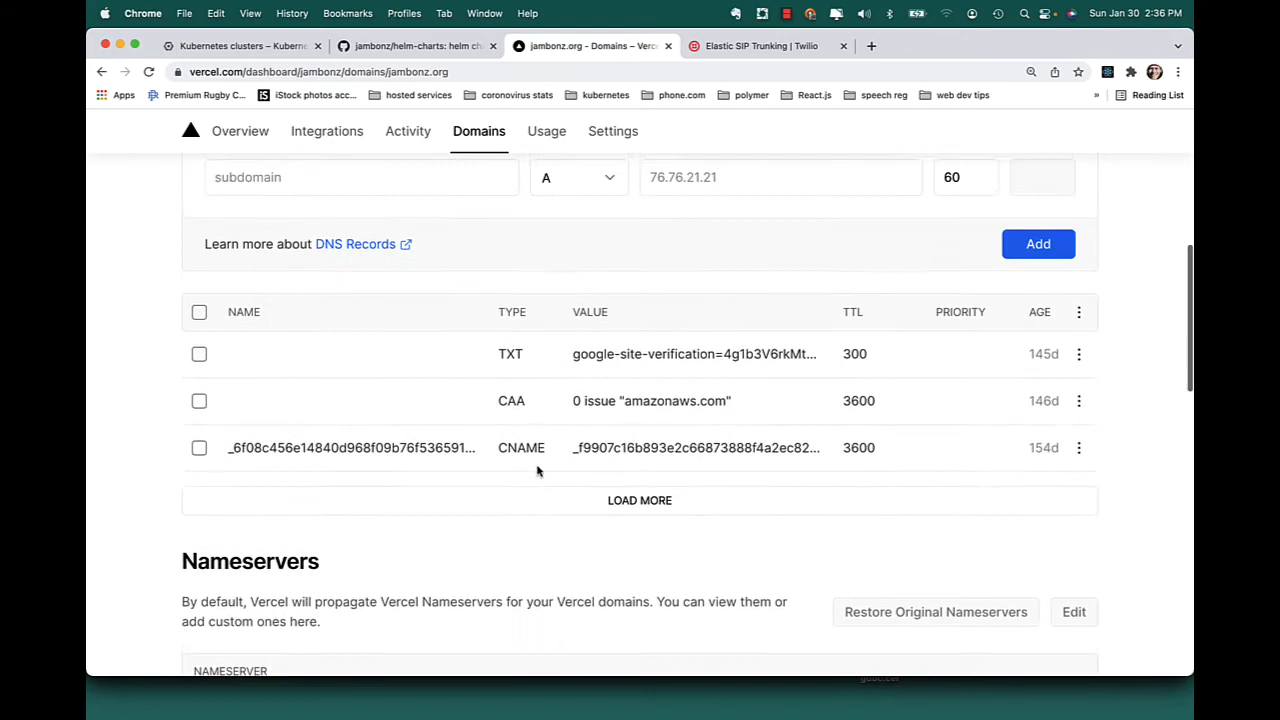 Chrome File Edit View History Bookmarks Profiles Tab Window Help Sun Jan 30 2:36 PM
Kubernetes clusters – Kuberne jambonz/helm-charts: helm ch jambonz.org - Domains – Verce Elastic SIP Trunking | Twilio
vercel.com/dashboard/jambonz/domains/jambonz.org
Apps Premium Rugby C... iStock photos acc... hosted services coronovirus stats kubernetes phone.com polymer React.js speech reg web dev tips » Reading List
Overview Integrations Activity Domains Usage Settings
subdomain A 76.76.21.21 60
Learn more about DNS Records Add
NAME TYPE VALUE TTL PRIORITY AGE
TXT google-site-verification=4g1b3V6rkMt... 300 145d
CAA 0 issue "amazonaws.com" 3600 146d
_6f08c456e14840d968f09b76f536591... CNAME _f9907c16b893e2c66873888f4a2ec82... 3600 154d
LOAD MORE
Nameservers
By default, Vercel will propagate Vercel Nameservers for your Vercel domains. You can view them or
add custom ones here.
Restore Original Nameservers Edit
NAMESERVER